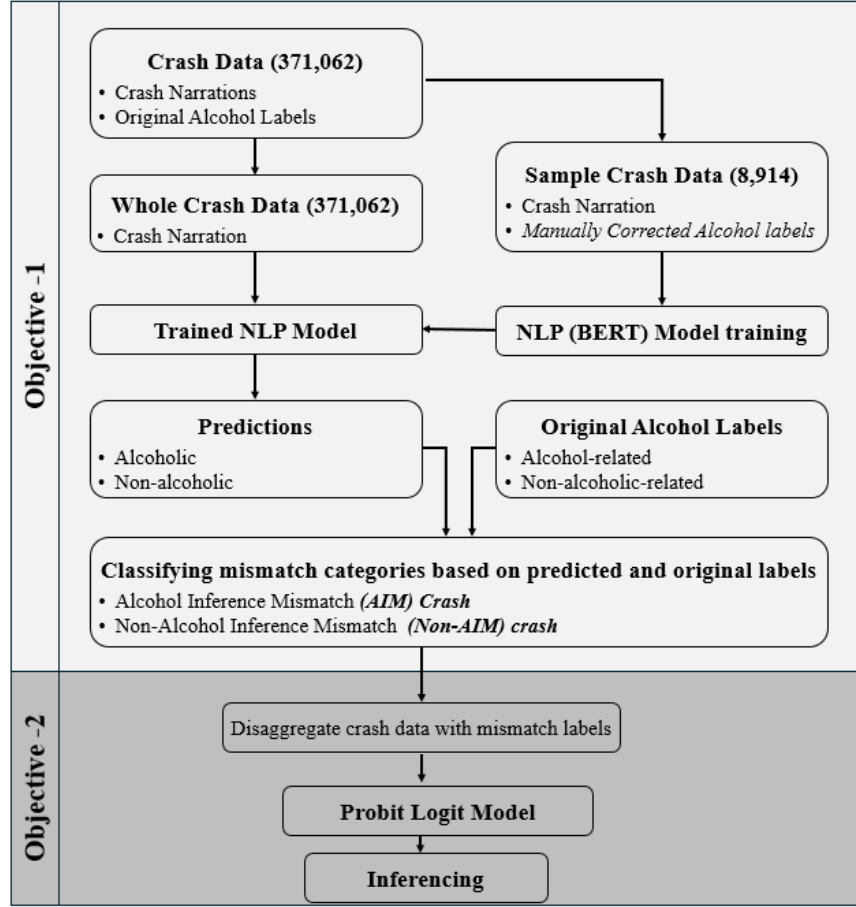 Objective -1
Crash Data (371,062)
• Crash Narrations
• Original Alcohol Labels
Sample Crash Data (8,914)
• Crash Narration
• Manually Corrected Alcohol labels
Whole Crash Data (371,062)
• Crash Narration
Trained NLP Model
NLP (BERT) Model training
Predictions
• Alcoholic
• Non-alcoholic
Original Alcohol Labels
• Alcohol-related
• Non-alcoholic-related
Classifying mismatch categories based on predicted and original labels
• Alcohol Inference Mismatch (AIM) Crash
• Non-Alcohol Inference Mismatch (Non-AIM) crash
Objective -2
Disaggregate crash data with mismatch labels
Probit Logit Model
Inferencing